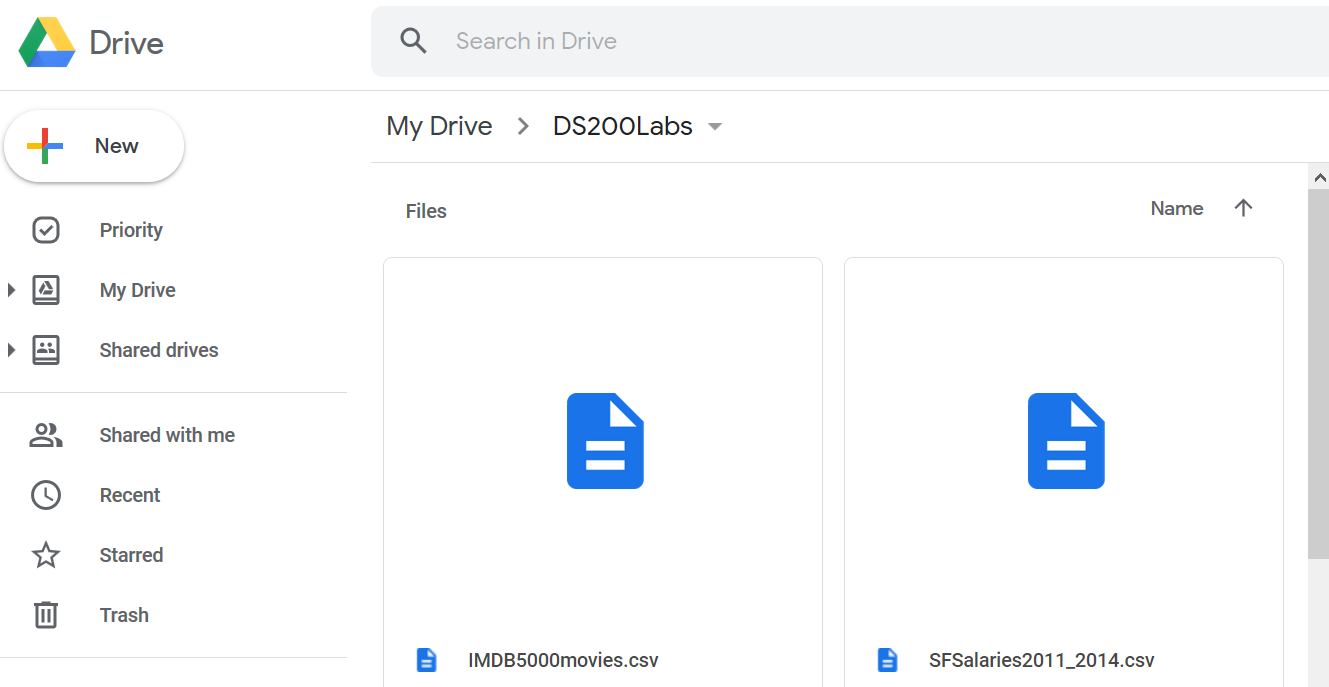 Drive
Search in Drive
New
My Drive > DS200Labs
Priority
My Drive
Shared drives
Shared with me
Recent
Starred
Trash
Files
Name
IMDB5000movies.csv
SFSalaries2011_2014.csv